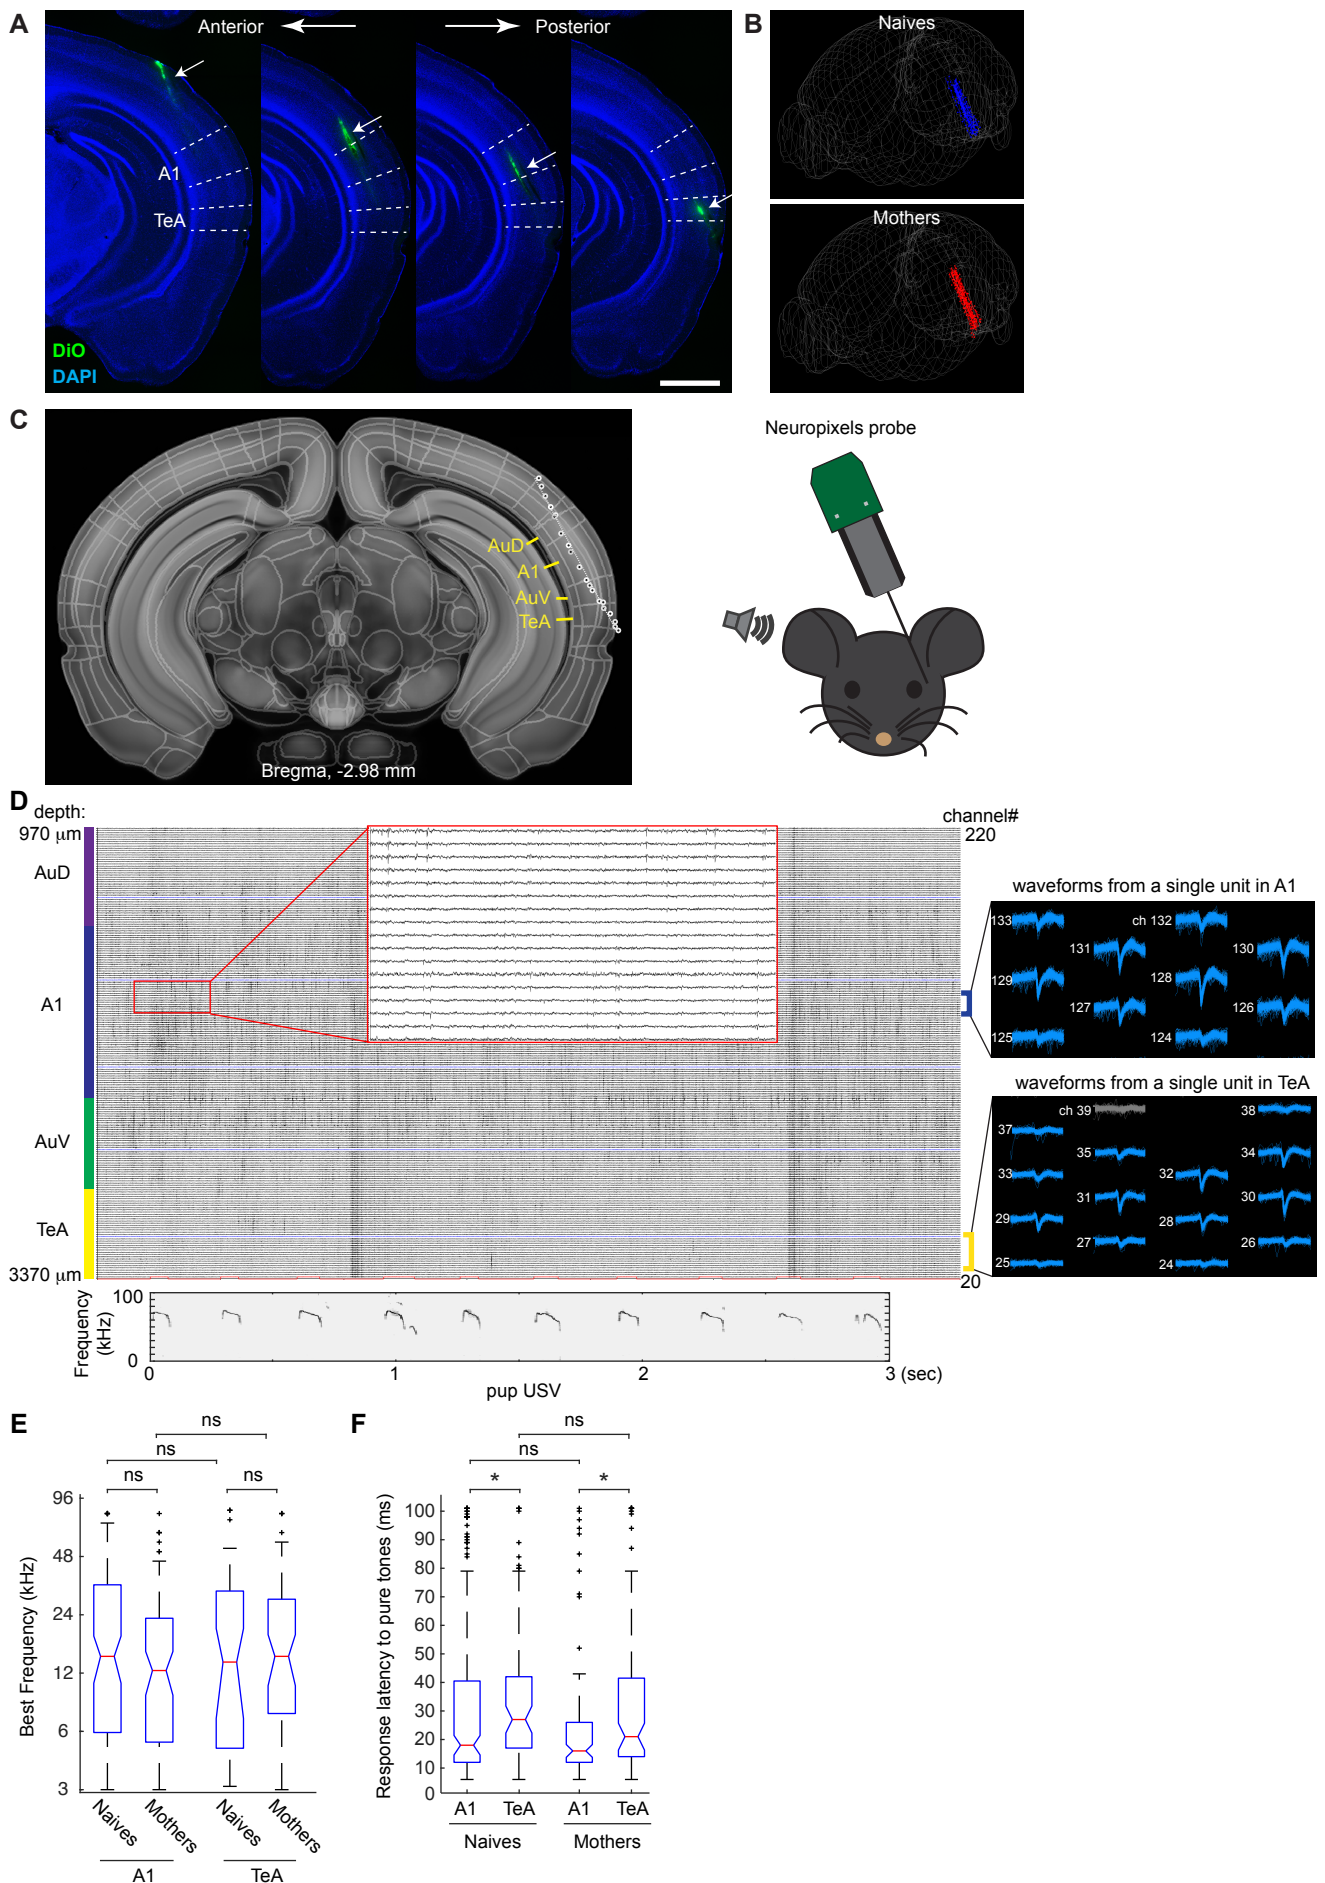 A
Anterior
Posterior
A1
TeA
DiO
DAPI
B
Naives
Mothers
C
AuD
A1
AuV
TeA
Bregma, -2.98 mm
Neuropixels probe
D
depth:
970 µm
AuD
A1
AuV
TeA
3370 µm
channel#
220
20
waveforms from a single unit in A1
133
ch 132
131
130
129
128
127
126
125
124
waveforms from a single unit in TeA
ch 39
38
37
35
34
33
32
31
30
29
28
27
26
25
24
Frequency
(kHz)
100
0
0 1 2 3 (sec)
pup USV
E
ns
ns
ns ns
Best Frequency (kHz)
96
48
24
12
6
3
Naives Mothers Naives Mothers
A1 TeA
F
ns
ns
* *
Response latency to pure tones (ms)
100
90
80
70
60
50
40
30
20
10
0
A1 TeA A1 TeA
Naives Mothers